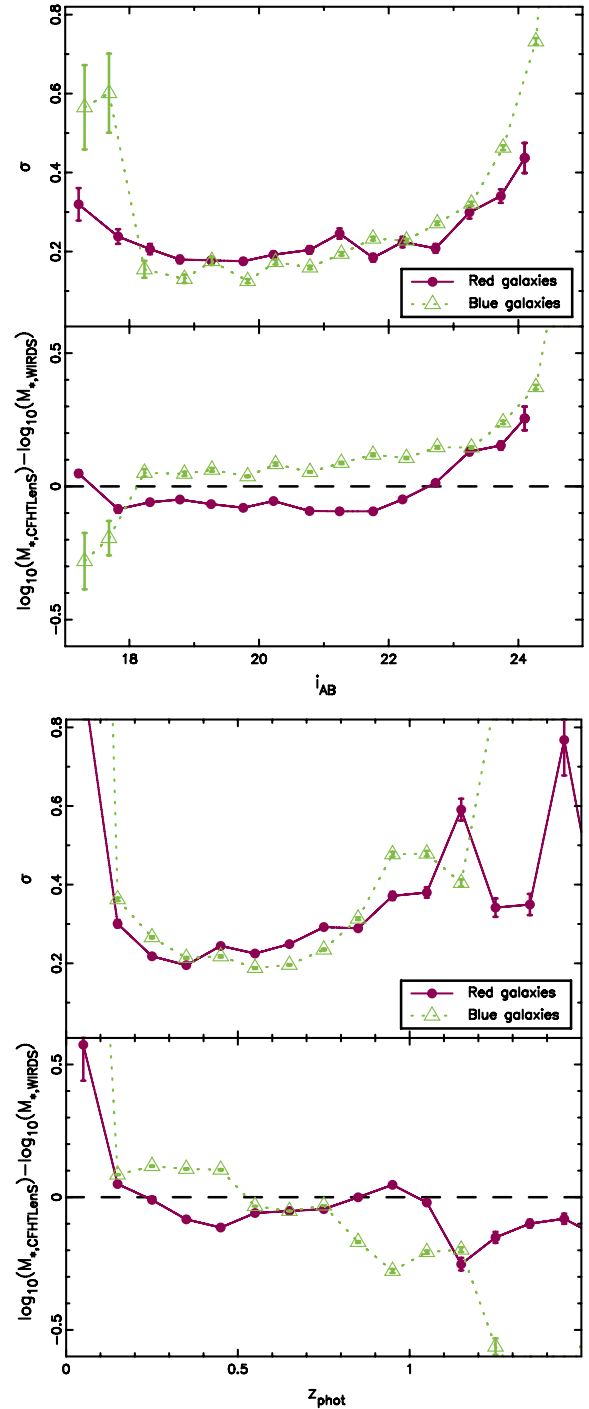 0.8
0.6
0.4
0.2
σ
Red galaxies
Blue galaxies
0.5
0
−0.5
log10(M*,CFHTLenS)−log10(M*,WIRDS)
18 20 22 24
iAB
0.8
0.6
0.4
0.2
σ
Red galaxies
Blue galaxies
0.5
0
−0.5
log10(M*,CFHTLenS)−log10(M*,WIRDS)
0 0.5 1
zphot